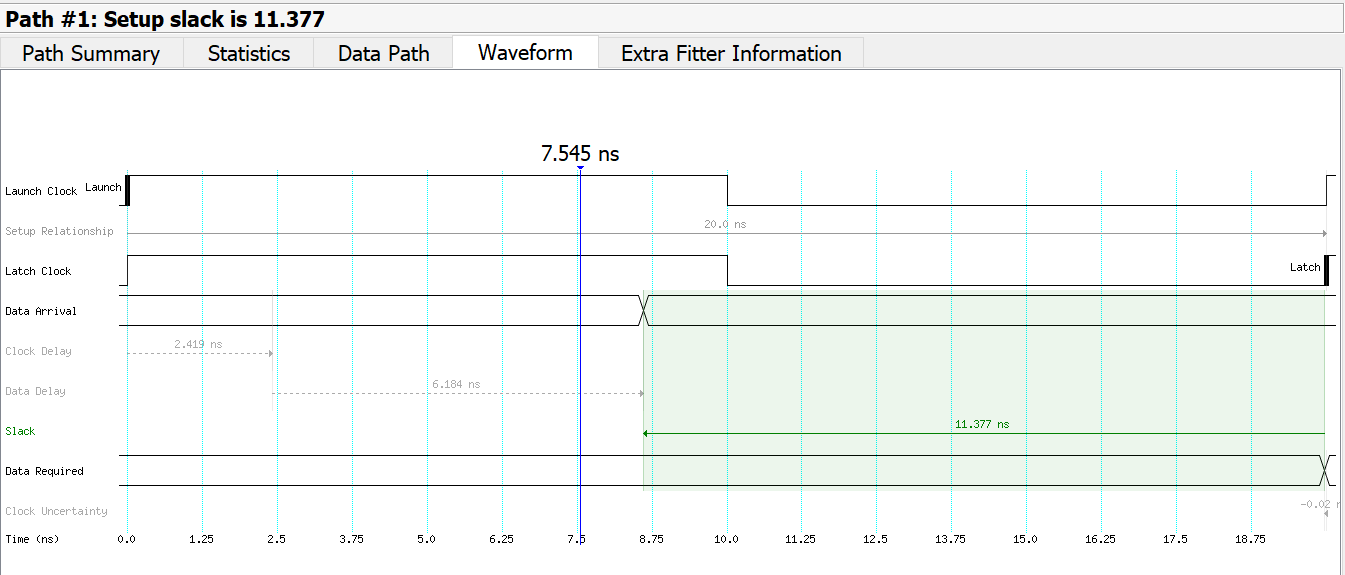 Path #1: Setup slack is 11.377
Path Summary Statistics Data Path Waveform Extra Fitter Information
7.545 ns
Launch Clock Launch
Setup Relationship 20.0 ns
Latch Clock Latch
Data Arrival
Clock Delay 2.419 ns
Data Delay 6.184 ns
Slack 11.377 ns
Data Required
Clock Uncertainty -0.02
Time (ns) 0.0 1.25 2.5 3.75 5.0 6.25 7.5 8.75 10.0 11.25 12.5 13.75 15.0 16.25 17.5 18.75